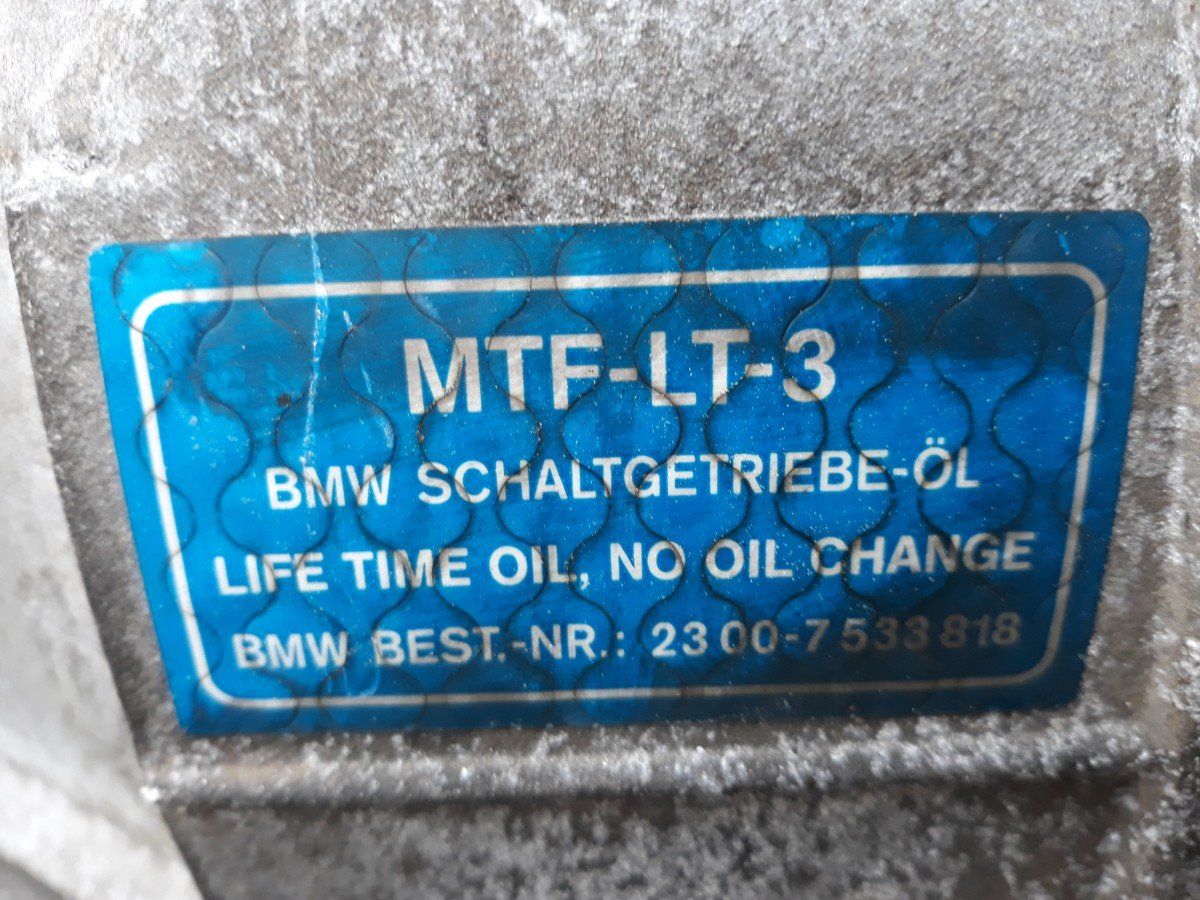 MTF-LT-3
BMW SCHALTGETRIEBE-ÖL
LIFE TIME OIL, NO OIL CHANGE
BMW BEST.-NR.: 23 00-7 533 818